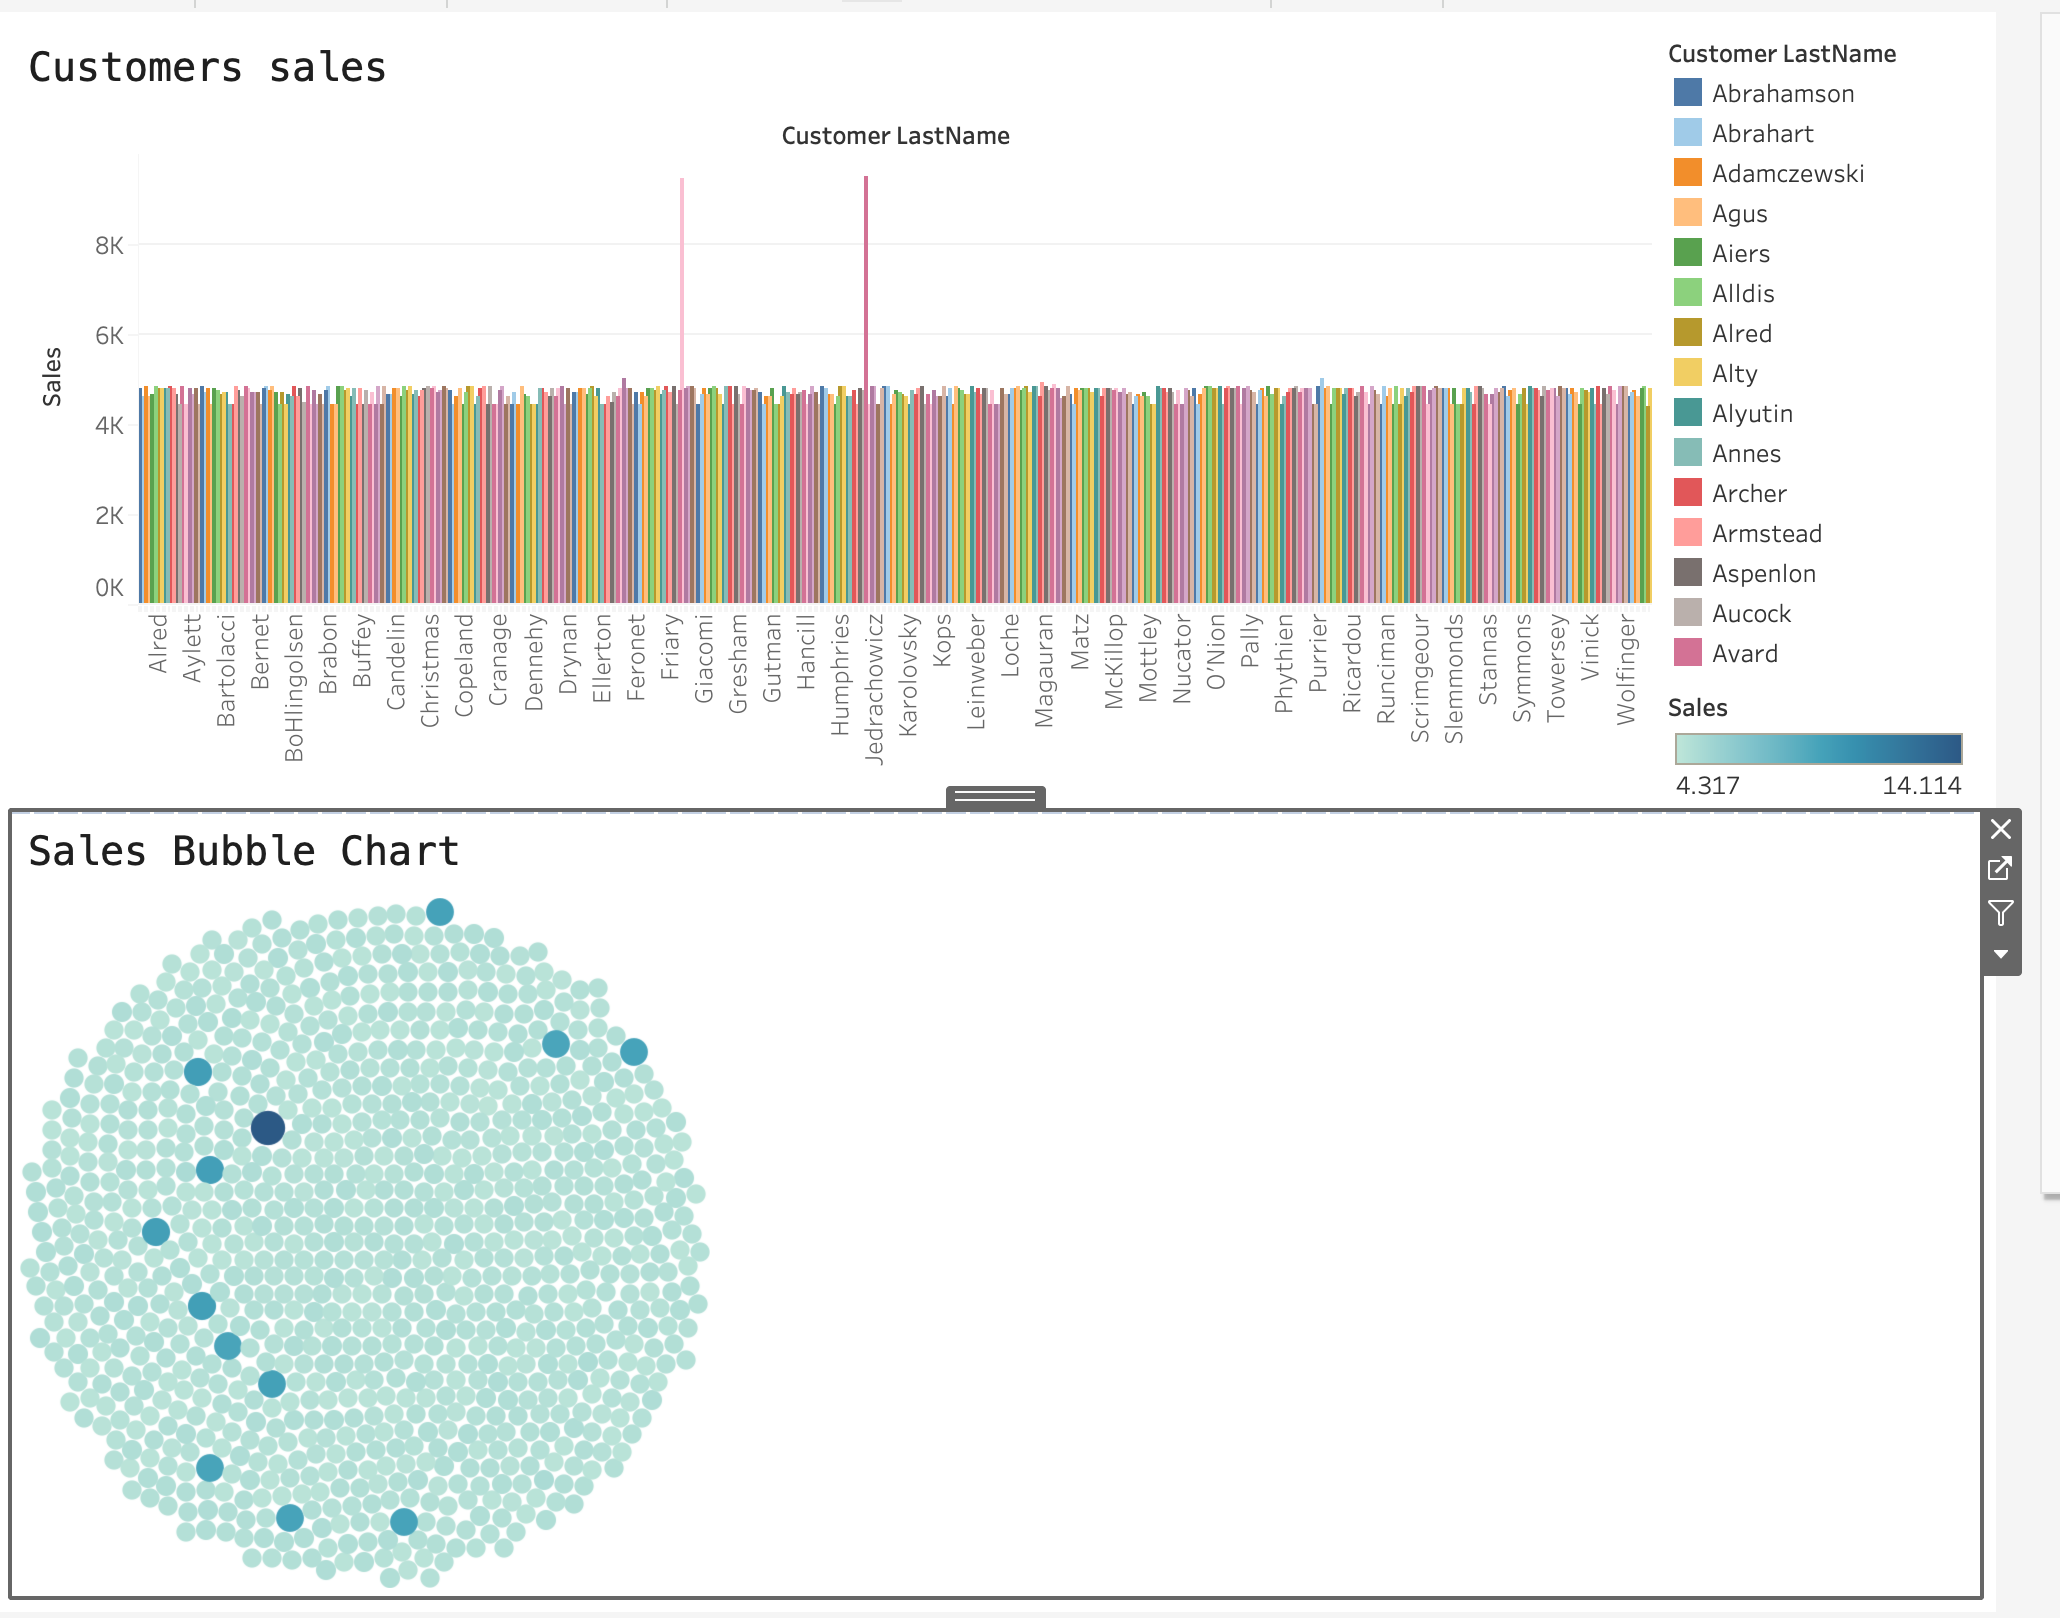 Customers sales
Customer LastName
Sales
8K
6K
4K
2K
0K
Alred
Aylett
Bartolacci
Bernet
BoHlingolsen
Brabon
Buffey
Candelin
Christmas
Copeland
Cranage
Dennehy
Drynan
Ellerton
Feronet
Friary
Giacomi
Gresham
Gutman
Hancill
Humphries
Jedrachowicz
Karolovsky
Kops
Leinweber
Loche
Magauran
Matz
McKillop
Mottley
Nucator
O'Nion
Pally
Phythien
Purrier
Ricardou
Runciman
Scrimgeour
Slemmonds
Stannas
Symmons
Towersey
Vinick
Wolfinger
Customer LastName
Abrahamson
Abrahart
Adamczewski
Agus
Aiers
Alldis
Alred
Alty
Alyutin
Annes
Archer
Armstead
Aspenlon
Aucock
Avard
Sales
4.317 14.114
Sales Bubble Chart